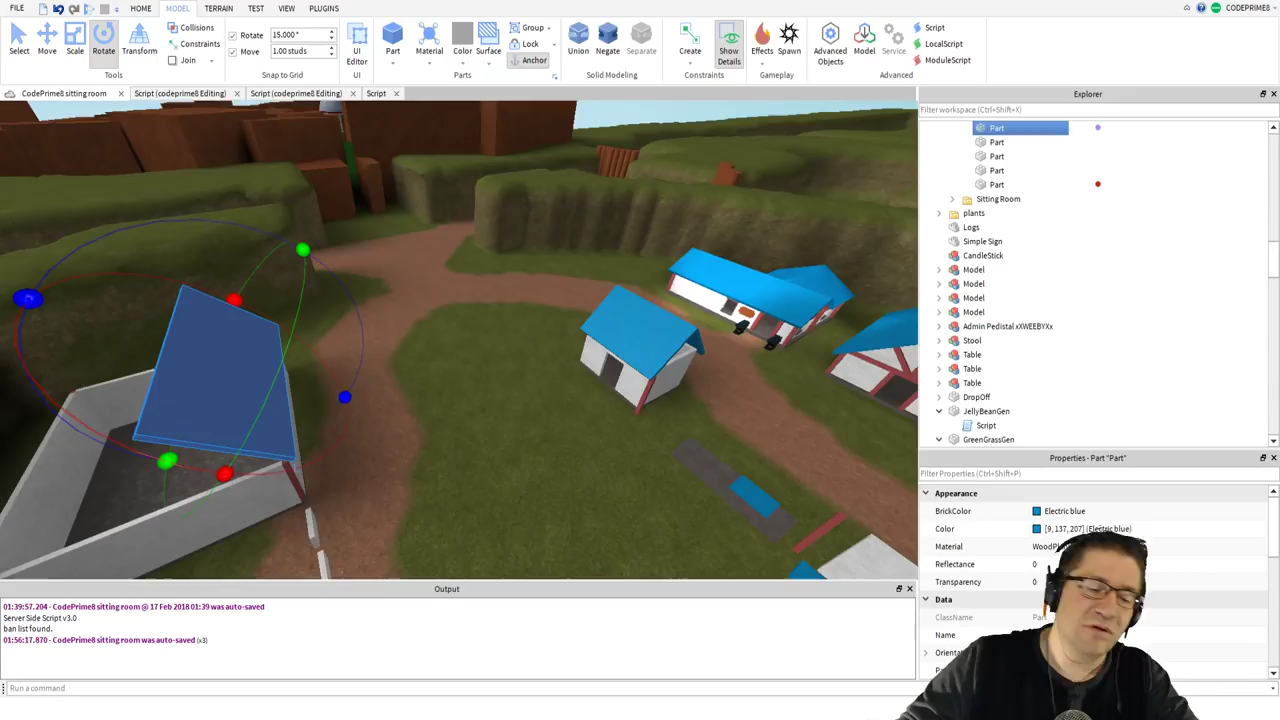 FILE HOME MODEL TERRAIN TEST VIEW PLUGINS CODEPRIME8
Select Move Scale Rotate Transform
Collisions
Constraints
Join
Tools
Rotate 15.000°
Move 1.00 studs
Snap to Grid
UI Editor
UI
Part Material Color Surface
Group
Lock
Anchor
Parts
Union Negate Separate
Solid Modeling
Create Show Details
Constraints
Effects Spawn
Gameplay
Advanced Objects Model Service
Script
LocalScript
ModuleScript
Advanced
CodePrime8 sitting room Script (codeprime8 Editing) Script (codeprime8 Editing) Script
Explorer
Filter workspace (Ctrl+Shift+X)
Part
Part
Part
Part
Part
Sitting Room
plants
Logs
Simple Sign
CandleStick
Model
Model
Model
Model
Admin Pedistal xXWEEBYXx
Stool
Table
Table
Table
DropOff
JellyBeanGen
Script
GreenGrassGen
Properties - Part "Part"
Filter Properties (Ctrl+Shift+P)
Appearance
BrickColor Electric blue
Color [9, 137, 207] (Electric blue)
Material
Reflectance 0
Transparency 0
Data
ClassName
Name
Output
01:39:57.204 - CodePrime8 sitting room @ 17 Feb 2018 01:39 was auto-saved
Server Side Script v3.0
ban list found.
01:56:17.870 - CodePrime8 sitting room was auto-saved (x3)
Run a command